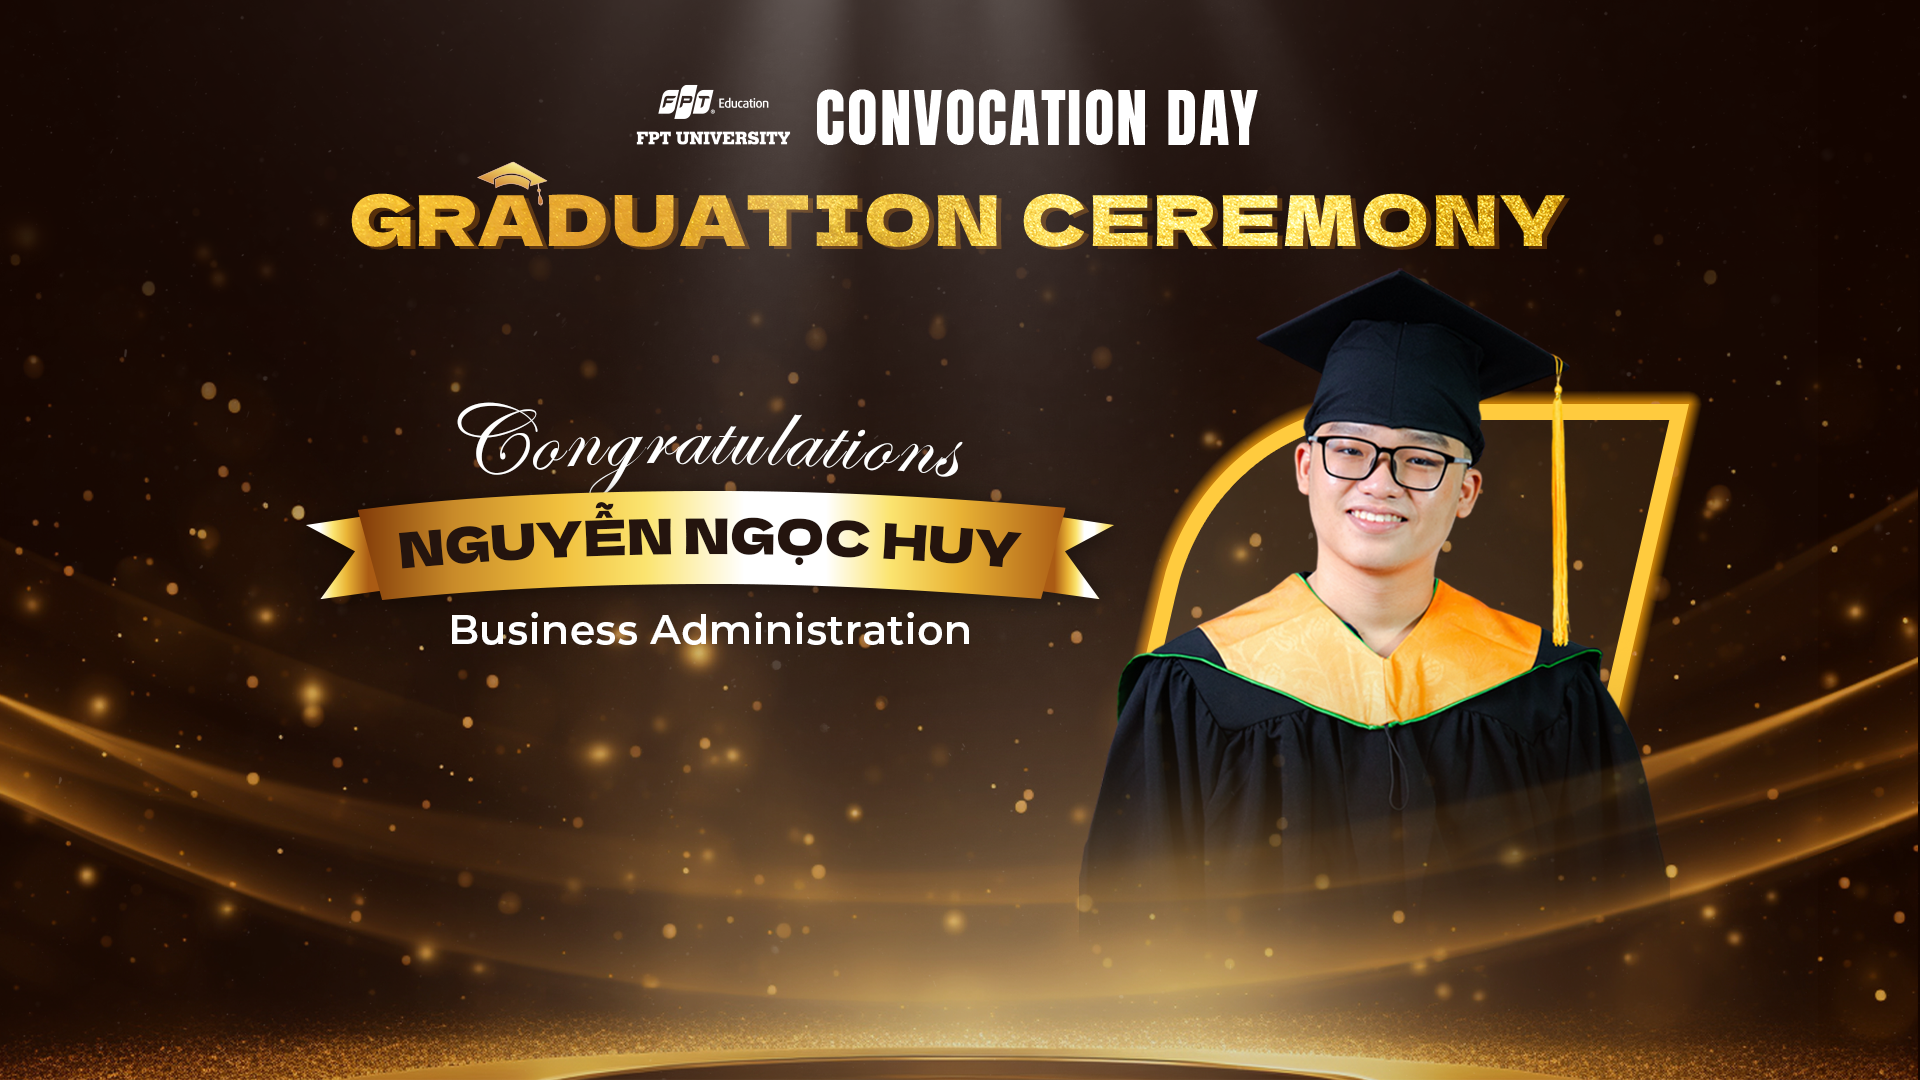 FPT Education
FPT UNIVERSITY
CONVOCATION DAY
GRADUATION CEREMONY
Congratulations
NGUYỄN NGỌC HUY
Business Administration